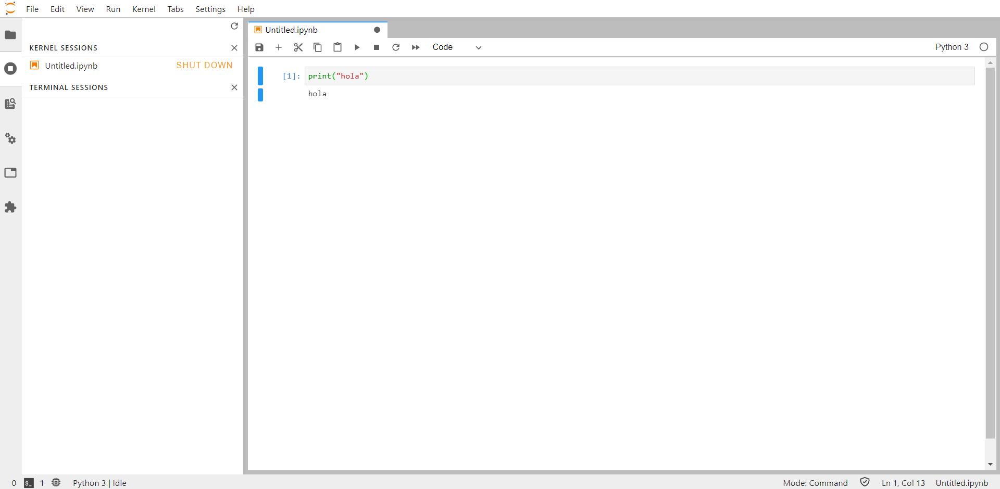 File Edit View Run Kernel Tabs Settings Help
KERNEL SESSIONS
Untitled.ipynb SHUT DOWN
TERMINAL SESSIONS
Untitled.ipynb
Code Python 3
[1]: print("hola")
hola
0 $_ 1 Python 3 | Idle Mode: Command Ln 1, Col 13 Untitled.ipynb